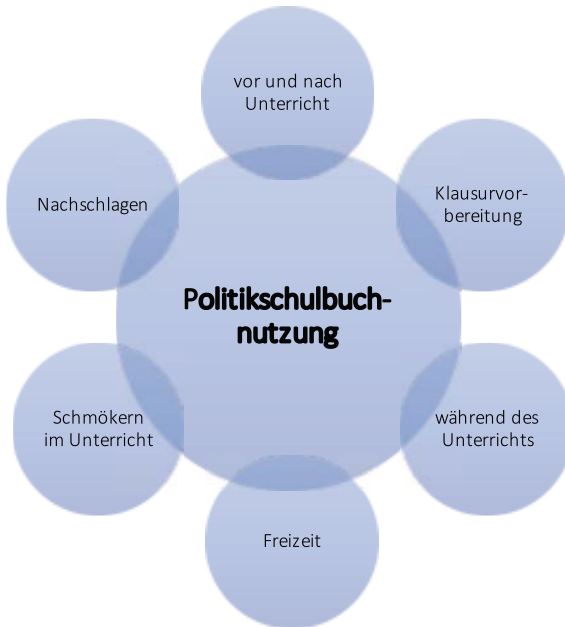 vor und nach
Unterricht
Klausurvor-
bereitung
während des
Unterrichts
Freizeit
Schmökern
im Unterricht
Nachschlagen
Politikschulbuch-
nutzung